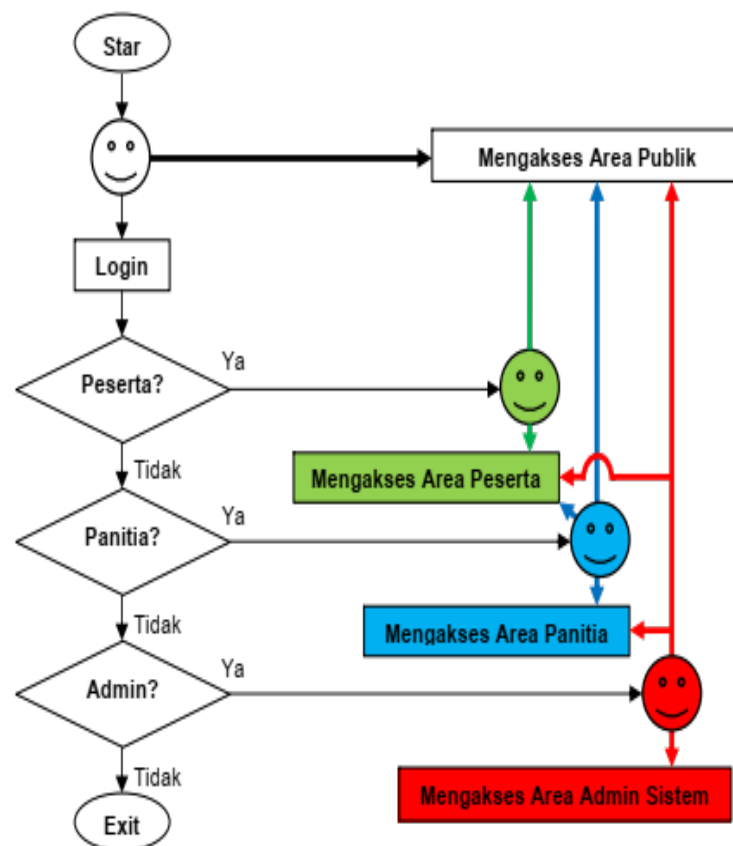 Star
Mengakses Area Publik
Login
Peserta?
Ya
Tidak
Mengakses Area Peserta
Panitia?
Ya
Tidak
Mengakses Area Panitia
Admin?
Ya
Tidak
Mengakses Area Admin Sistem
Exit